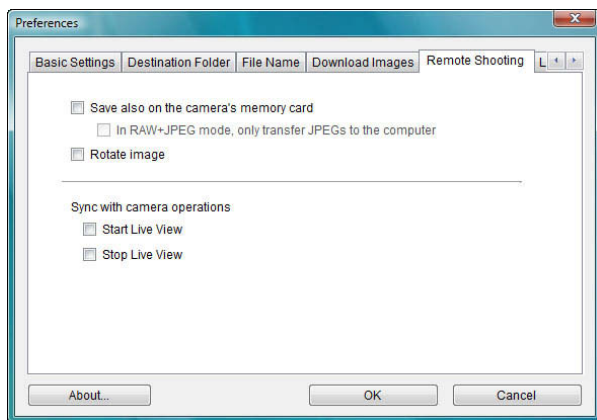 Preferences
Basic Settings Destination Folder File Name Download Images Remote Shooting L
Save also on the camera's memory card
In RAW+JPEG mode, only transfer JPEGs to the computer
Rotate image
Sync with camera operations
Start Live View
Stop Live View
About... OK Cancel